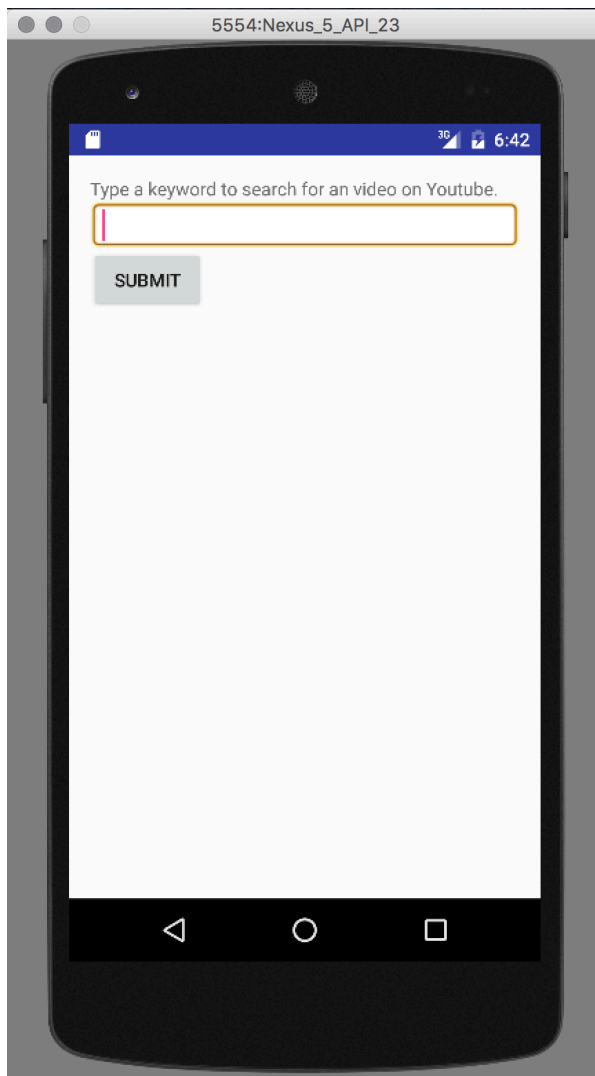 5554:Nexus_5_API_23
3G 6:42
Type a keyword to search for an video on Youtube.
SUBMIT